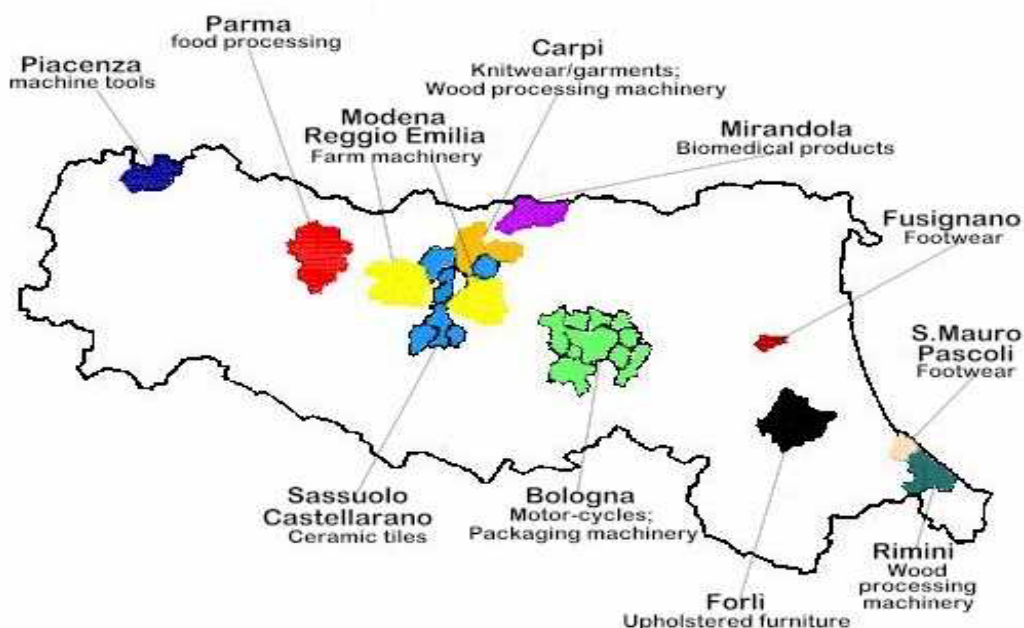 Parma
food processing
Piacenza
machine tools
Carpi
Knitwear/garments;
Wood processing machinery
Modena
Reggio Emilia
Farm machinery
Mirandola
Biomedical products
Fusignano
Footwear
S.Mauro
Pascoli
Footwear
Sassuolo
Castellarano
Ceramic tiles
Bologna
Motor-cycles;
Packaging machinery
Forlì
Upholstered furniture
Rimini
Wood
processing
machinery